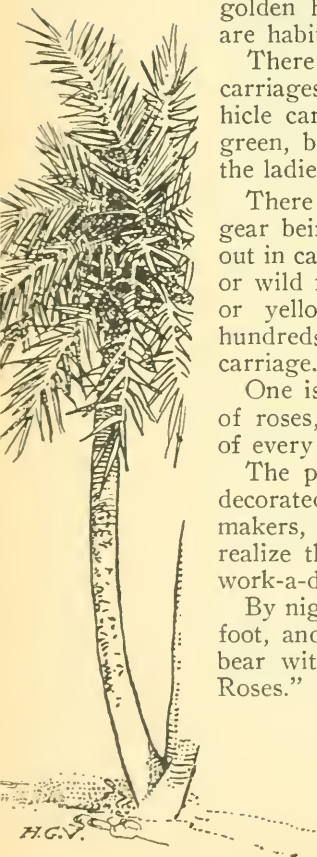 golden h
are habi
There
carriages
hicle car
green, b
the ladie
There
gear bei
out in ca
or wild
or yello
hundreds
carriage.
One is
of roses,
of every
The p
decorated
makers,
realize th
work-a-d
By nig
foot, and
bear wit
Roses.”
H.G.V.